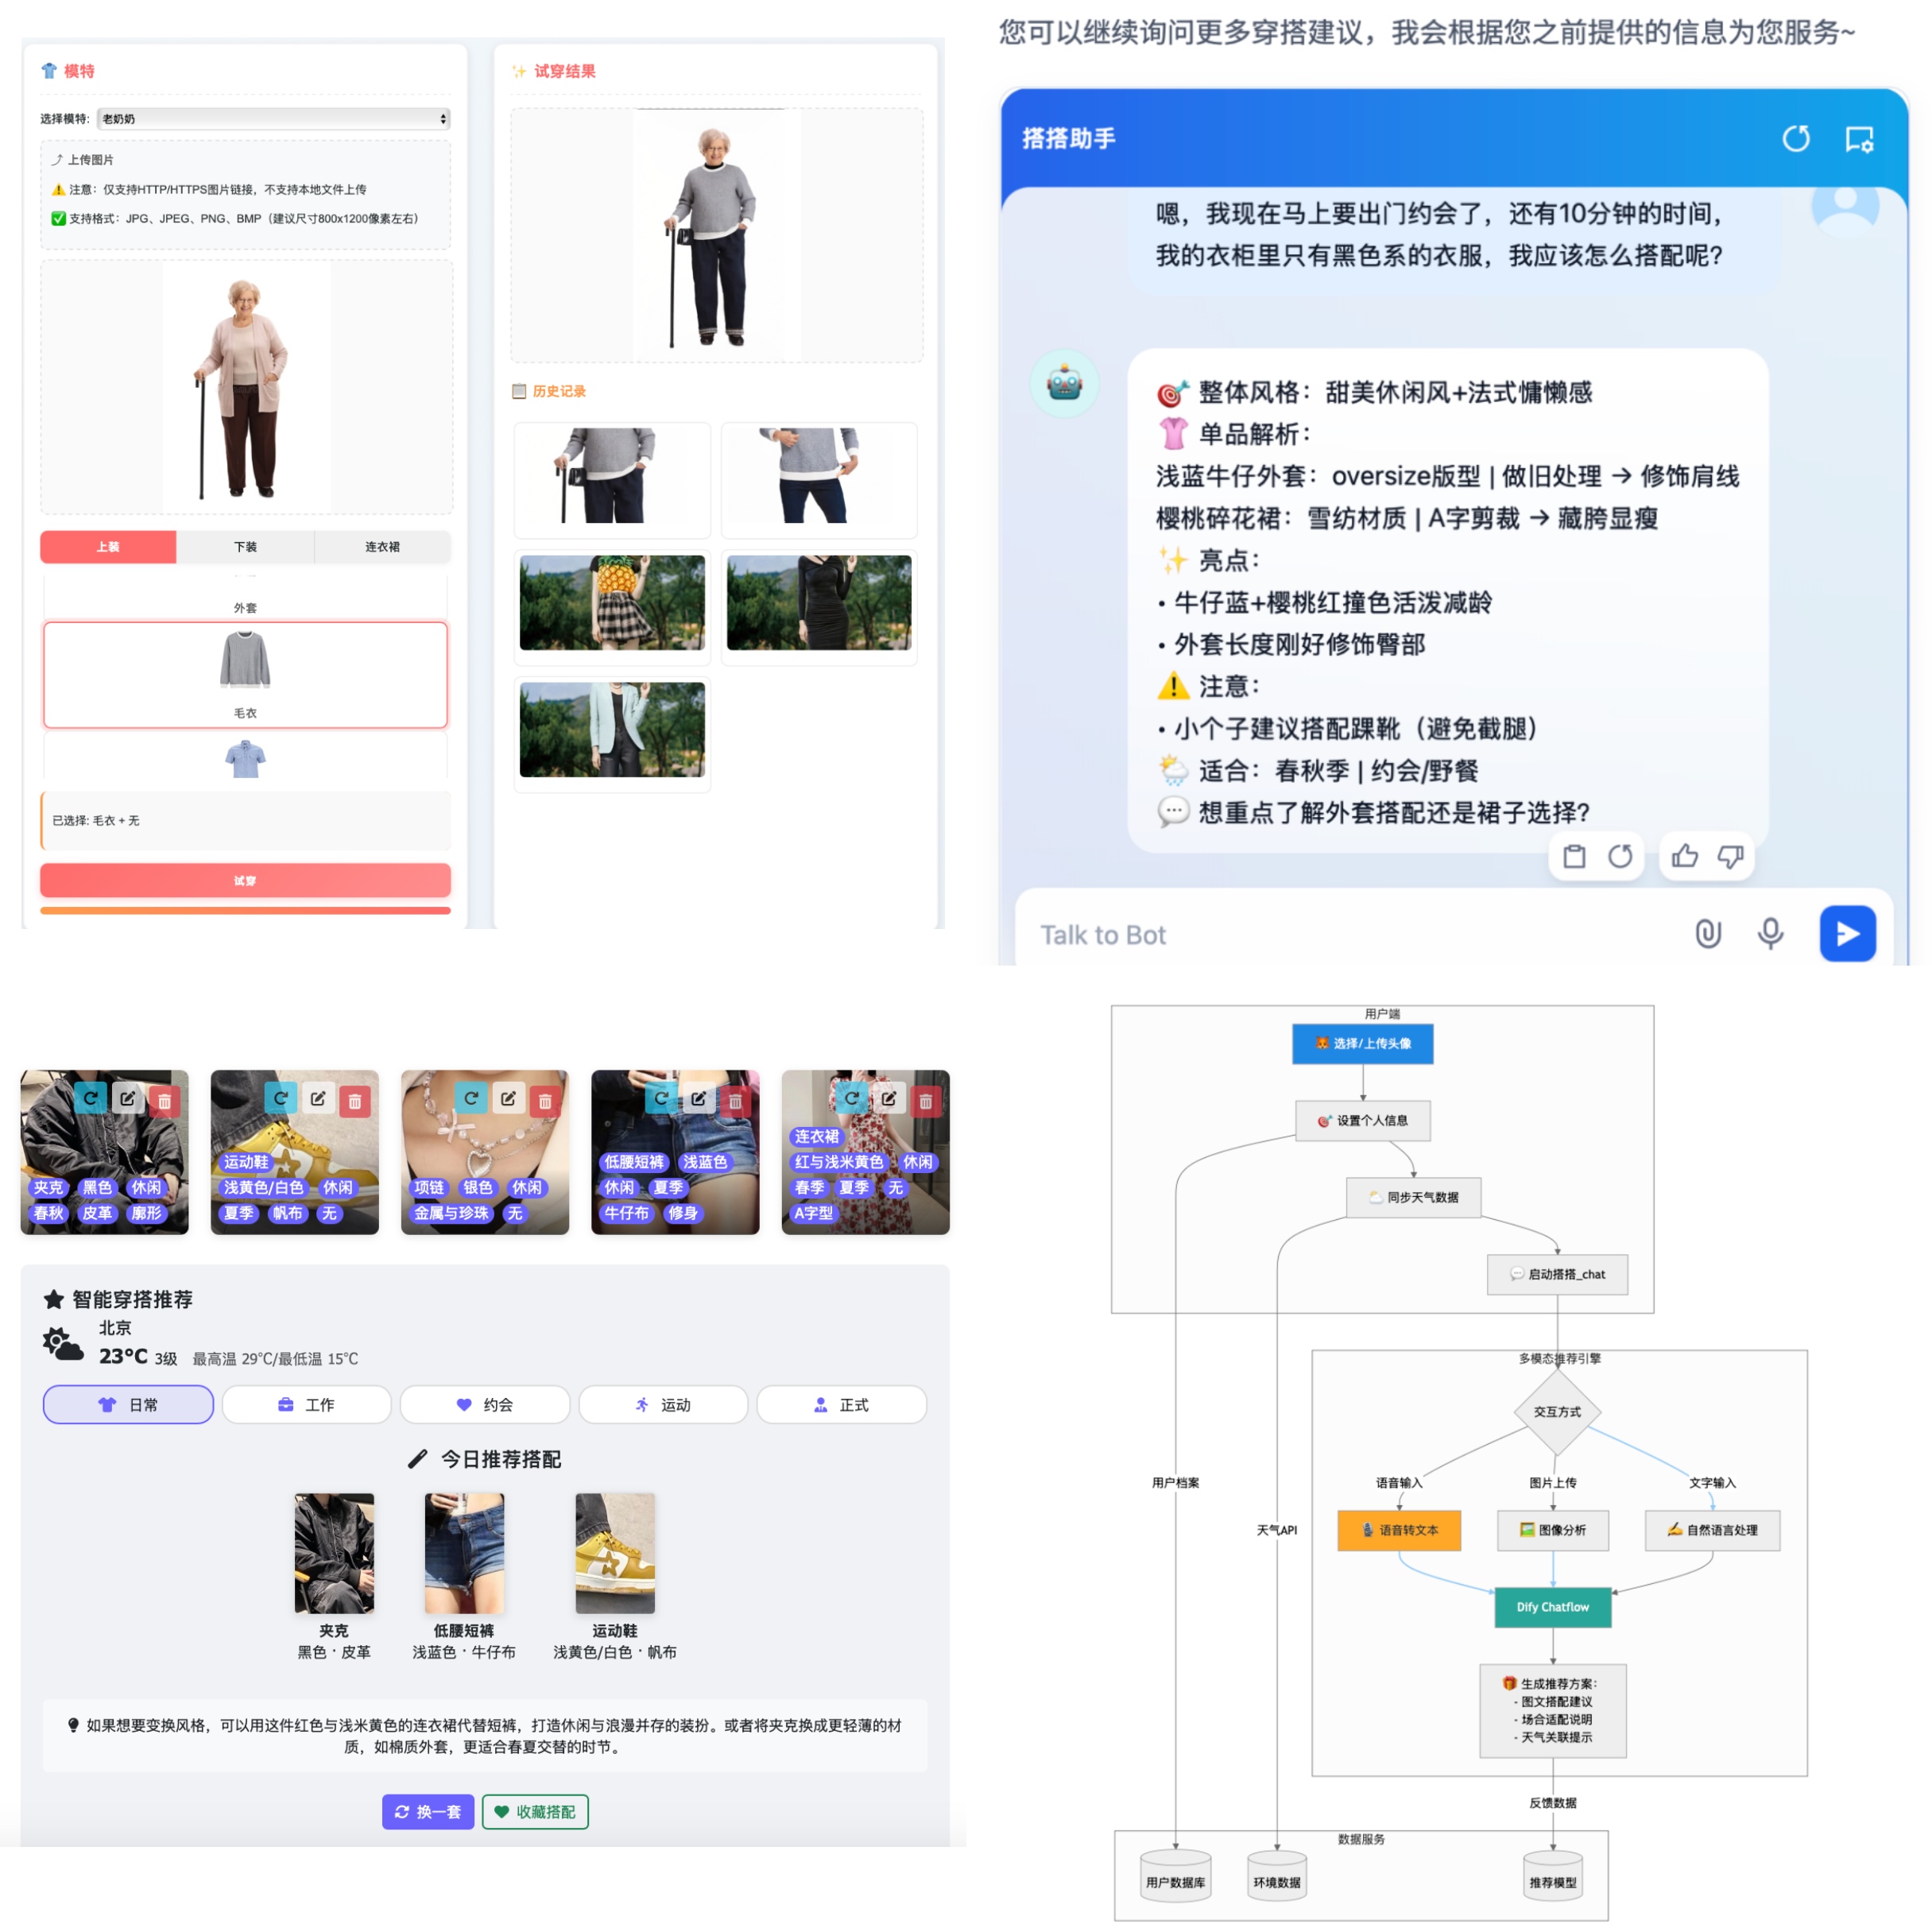 模特
选择模特:
老奶奶
上传图片
注意：仅支持HTTP/HTTPS图片链接，不支持本地文件上传
支持格式：JPG、JPEG、PNG、BMP（建议尺寸800x1200像素左右）
上装
下装
连衣裙
外套
毛衣
已选择: 毛衣 + 无
试穿
试穿结果
历史记录
您可以继续询问更多穿搭建议，我会根据您之前提供的信息为您服务~
搭搭助手
嗯，我现在马上要出门约会了，还有10分钟的时间，
我的衣柜里只有黑色系的衣服，我应该怎么搭配呢？
🎯 整体风格：甜美休闲风+法式慵懒感
👚 单品解析：
浅蓝牛仔外套：oversize版型 | 做旧处理 → 修饰肩线
樱桃碎花裙：雪纺材质 | A字剪裁 → 藏胯显瘦
✨ 亮点：
• 牛仔蓝+樱桃红撞色活泼减龄
• 外套长度刚好修饰臀部
⚠️ 注意：
• 小个子建议搭配踝靴（避免截腿）
🌦️ 适合：春秋季 | 约会/野餐
💬 想重点了解外套搭配还是裙子选择？
Talk to Bot
夹克 黑色 休闲
春秋 皮革 廓形
运动鞋
浅黄色/白色 休闲
夏季 帆布 无
项链 银色 休闲
金属与珍珠 无
低腰短裤 浅蓝色
休闲 夏季
牛仔布 修身
连衣裙
红与浅米黄色 休闲
春季 夏季 无
A字型
智能穿搭推荐
北京
23°C 3级 最高温 29°C/最低温 15°C
日常
工作
约会
运动
正式
今日推荐搭配
夹克
黑色 · 皮革
低腰短裤
浅蓝色 · 牛仔布
运动鞋
浅黄色/白色 · 帆布
如果想要变换风格，可以用这件红色与浅米黄色的连衣裙代替短裤，打造休闲与浪漫并存的装扮。或者将夹克换成更轻薄的材
质，如棉质外套，更适合春夏交替的时节。
换一套
收藏搭配
用户端
选择/上传头像
设置个人信息
同步天气数据
启动搭搭_chat
多模态推荐引擎
交互方式
用户档案
语音输入
图片上传
文字输入
天气API
语音转文本
图像分析
自然语言处理
Dify Chatflow
生成推荐方案：
- 图文搭配建议
- 场合适配说明
- 天气关联提示
反馈数据
数据服务
用户数据库
环境数据
推荐模型